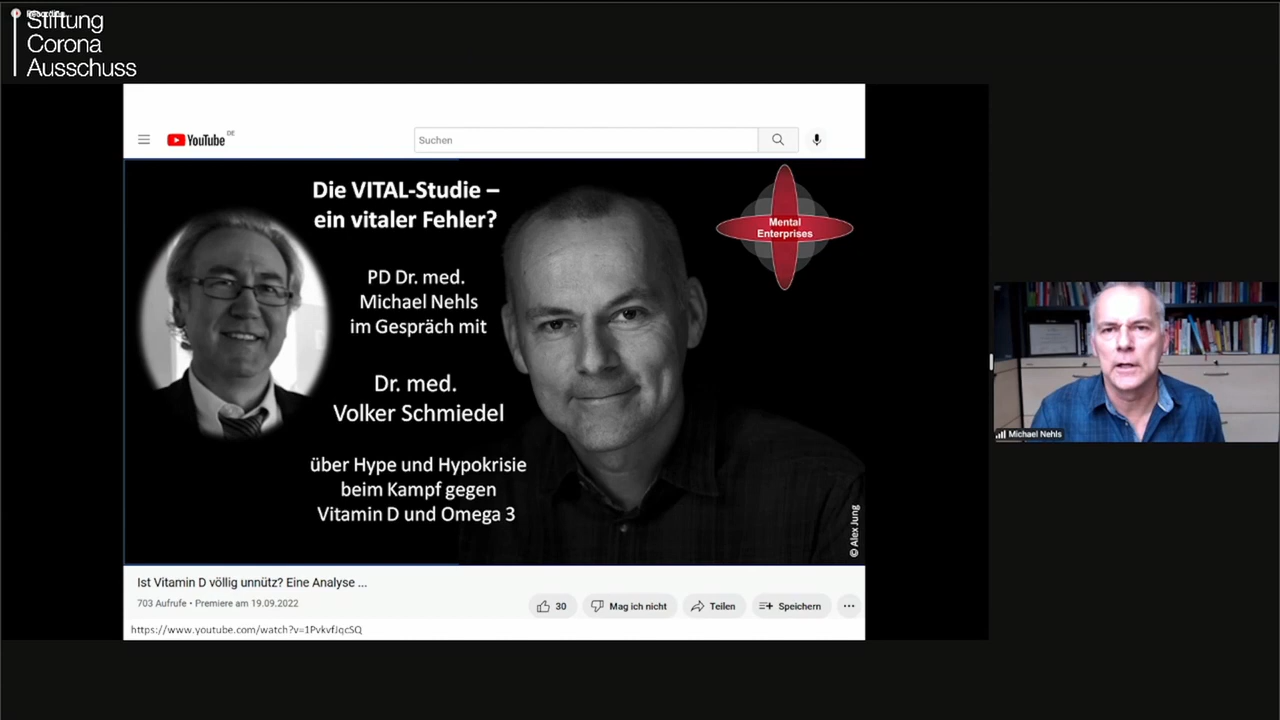 Stiftung
Corona
Ausschuss
YouTube DE
Suchen
Die VITAL-Studie –
ein vitaler Fehler?
Mental
Enterprises
PD Dr. med.
Michael Nehls
im Gespräch mit
Dr. med.
Volker Schmiedel
über Hype und Hypokrisie
beim Kampf gegen
Vitamin D und Omega 3
© Alex Jung
Michael Nehls
Ist Vitamin D völlig unnütz? Eine Analyse ...
703 Aufrufe • Premiere am 19.09.2022
30
Mag ich nicht
Teilen
Speichern
https://www.youtube.com/watch?v=1PvkvfJqcSQ